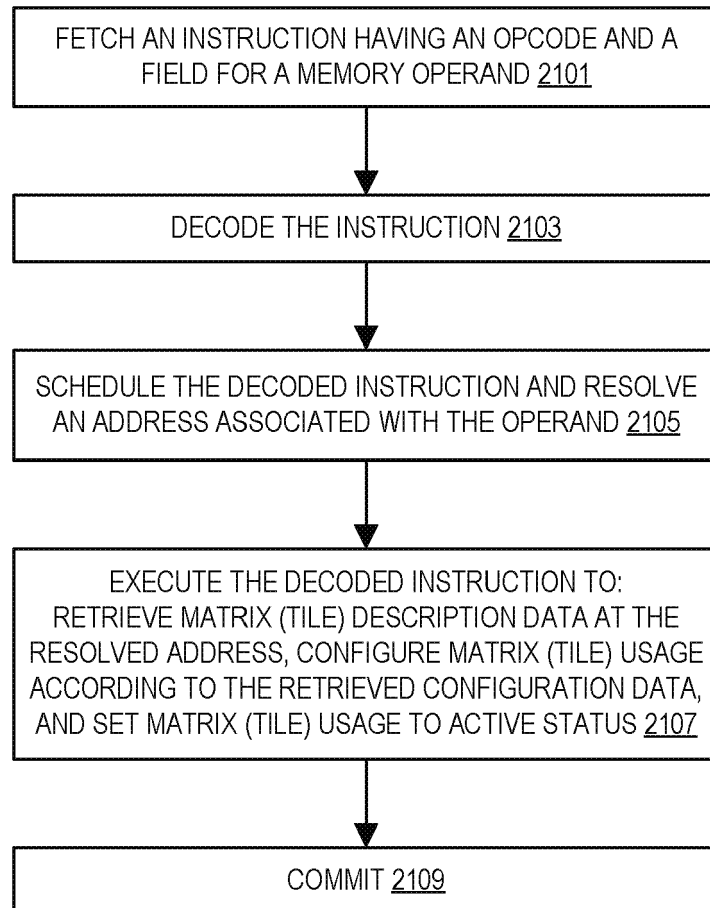 FETCH AN INSTRUCTION HAVING AN OPCODE AND A
FIELD FOR A MEMORY OPERAND 2101
DECODE THE INSTRUCTION 2103
SCHEDULE THE DECODED INSTRUCTION AND RESOLVE
AN ADDRESS ASSOCIATED WITH THE OPERAND 2105
EXECUTE THE DECODED INSTRUCTION TO:
RETRIEVE MATRIX (TILE) DESCRIPTION DATA AT THE
RESOLVED ADDRESS, CONFIGURE MATRIX (TILE) USAGE
ACCORDING TO THE RETRIEVED CONFIGURATION DATA,
AND SET MATRIX (TILE) USAGE TO ACTIVE STATUS 2107
COMMIT 2109